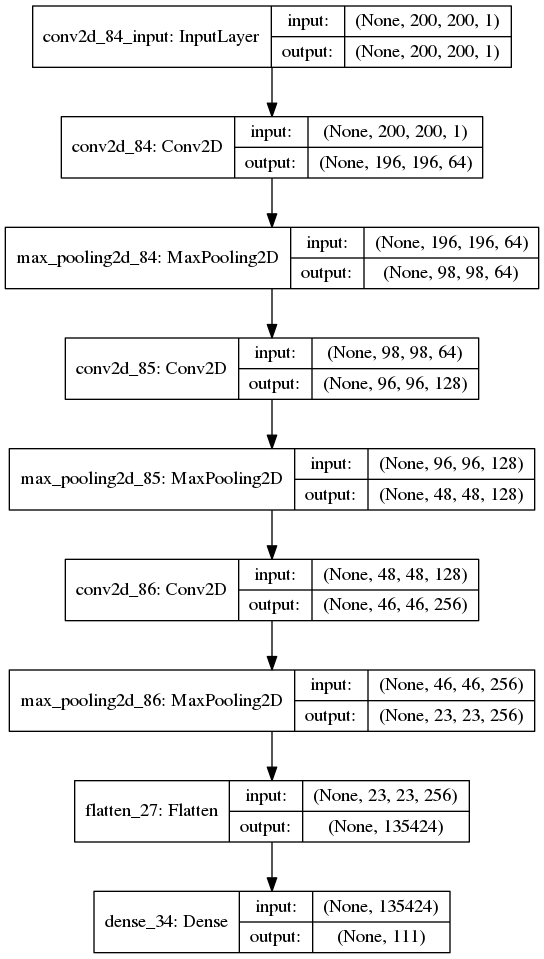 conv2d_84_input: InputLayer
input: (None, 200, 200, 1)
output: (None, 200, 200, 1)
conv2d_84: Conv2D
input: (None, 200, 200, 1)
output: (None, 196, 196, 64)
max_pooling2d_84: MaxPooling2D
input: (None, 196, 196, 64)
output: (None, 98, 98, 64)
conv2d_85: Conv2D
input: (None, 98, 98, 64)
output: (None, 96, 96, 128)
max_pooling2d_85: MaxPooling2D
input: (None, 96, 96, 128)
output: (None, 48, 48, 128)
conv2d_86: Conv2D
input: (None, 48, 48, 128)
output: (None, 46, 46, 256)
max_pooling2d_86: MaxPooling2D
input: (None, 46, 46, 256)
output: (None, 23, 23, 256)
flatten_27: Flatten
input: (None, 23, 23, 256)
output: (None, 135424)
dense_34: Dense
input: (None, 135424)
output: (None, 111)